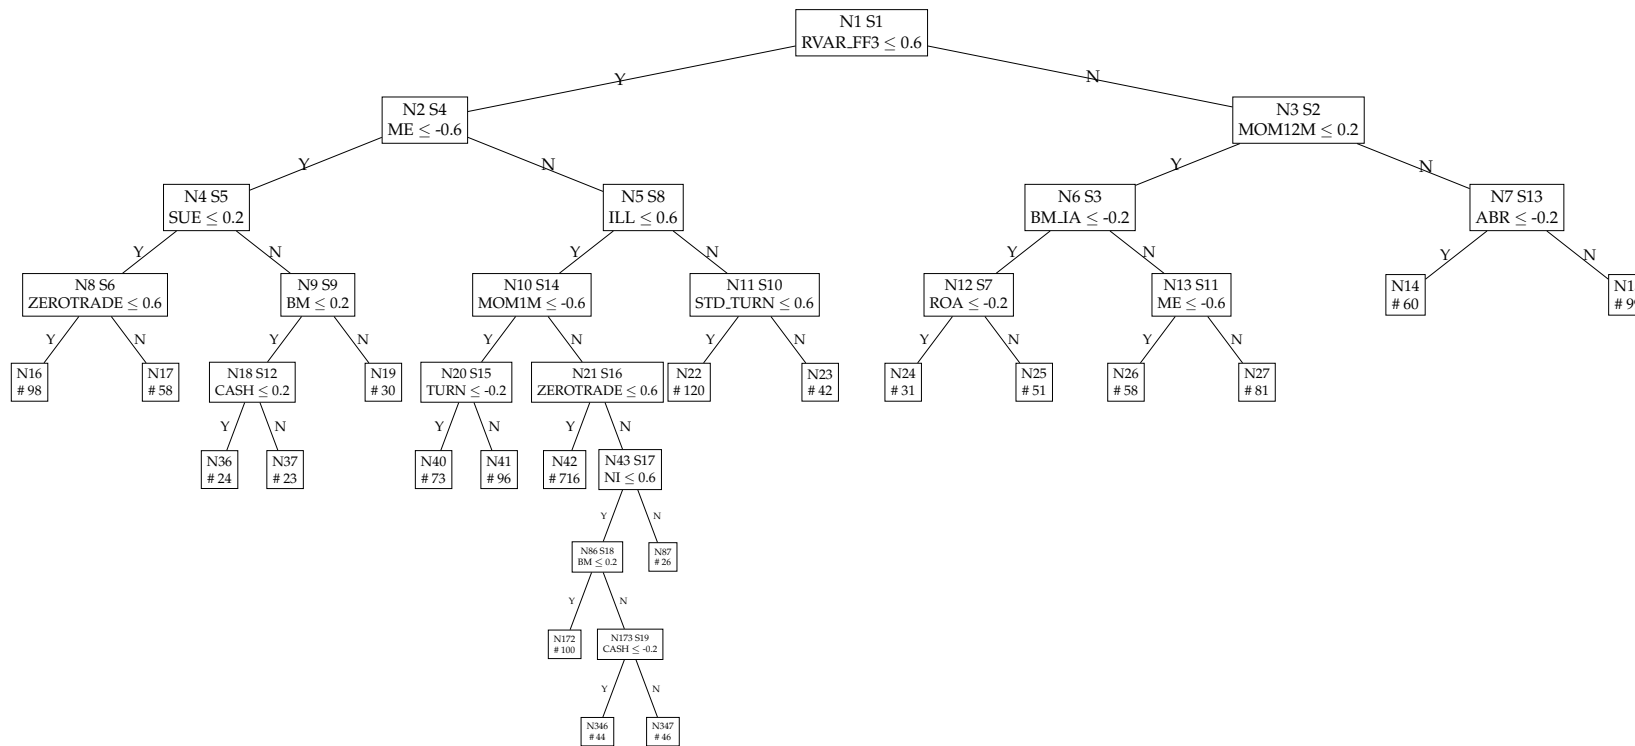 N1 S1
RVAR_FF3 ≤ 0.6
Y
N
N2 S4
ME ≤ -0.6
N3 S2
MOM12M ≤ 0.2
Y
N
Y
N
N4 S5
SUE ≤ 0.2
N5 S8
ILL ≤ 0.6
N6 S3
BM_IA ≤ -0.2
N7 S13
ABR ≤ -0.2
Y
N
Y
N
Y
N
Y
N
N8 S6
ZEROTRADE ≤ 0.6
N9 S9
BM ≤ 0.2
N10 S14
MOM1M ≤ -0.6
N11 S10
STD_TURN ≤ 0.6
N12 S7
ROA ≤ -0.2
N13 S11
ME ≤ -0.6
N14
# 60
Y
N
Y
N
Y
N
Y
N
Y
N
Y
N
N16
# 98
N17
# 58
N18 S12
CASH ≤ 0.2
N19
# 30
N20 S15
TURN ≤ -0.2
N21 S16
ZEROTRADE ≤ 0.6
N22
# 120
N23
# 42
N24
# 31
N25
# 51
N26
# 58
N27
# 81
Y
N
Y
N
Y
N
N36
# 24
N37
# 23
N40
# 73
N41
# 96
N42
# 716
N43 S17
NI ≤ 0.6
Y
N
N86 S18
BM ≤ 0.2
N87
# 26
Y
N
N172
# 100
N173 S19
CASH ≤ -0.2
Y
N
N346
# 44
N347
# 46